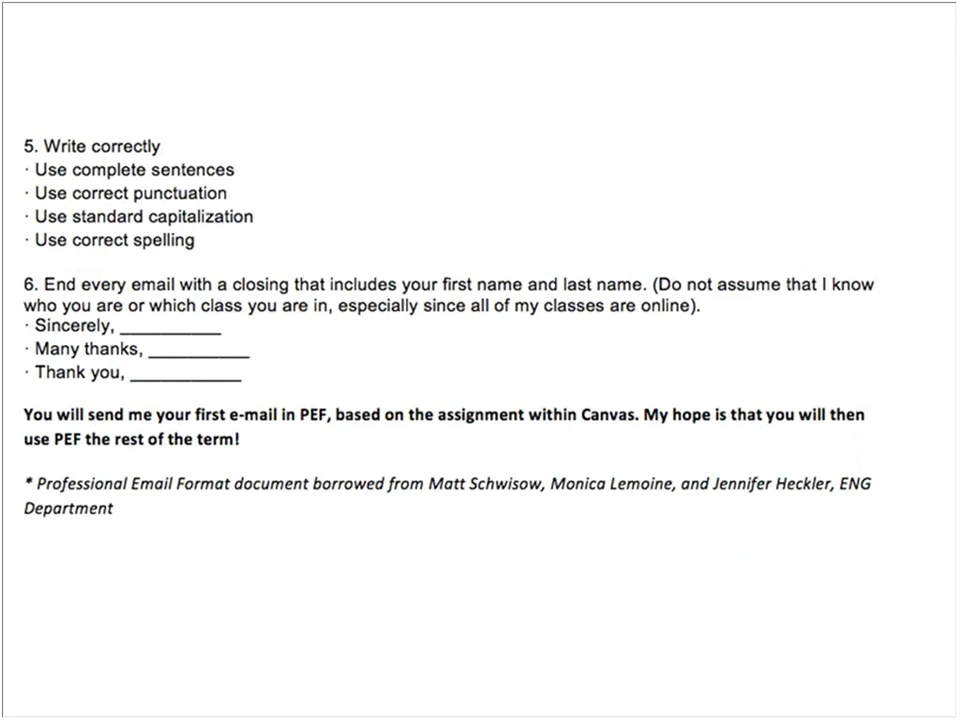 5. Write correctly
· Use complete sentences
· Use correct punctuation
· Use standard capitalization
· Use correct spelling
6. End every email with a closing that includes your first name and last name. (Do not assume that I know
who you are or which class you are in, especially since all of my classes are online).
· Sincerely, ___________
· Many thanks, ___________
· Thank you, ____________
You will send me your first e-mail in PEF, based on the assignment within Canvas. My hope is that you will then
use PEF the rest of the term!
* Professional Email Format document borrowed from Matt Schwisow, Monica Lemoine, and Jennifer Heckler, ENG
Department